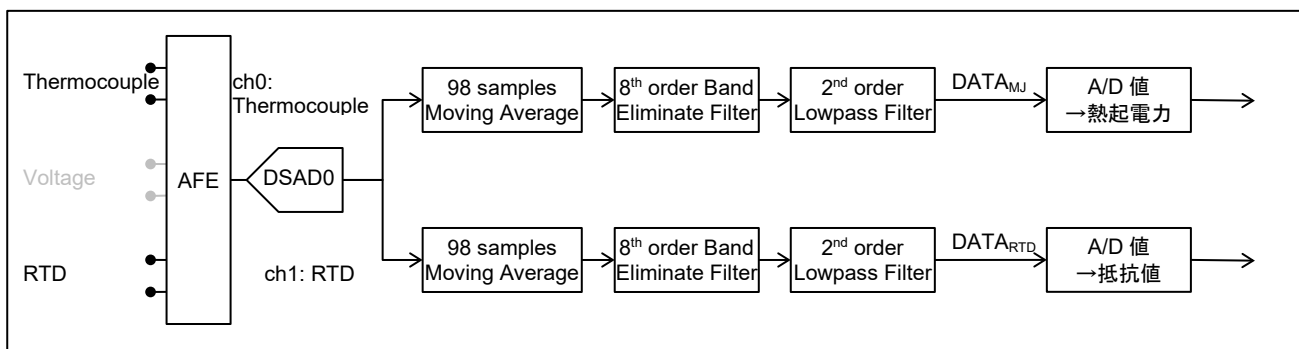 Thermocouple
Voltage
RTD
AFE
ch0:
Thermocouple
DSAD0
ch1: RTD
98 samples
Moving Average
8th order Band
Eliminate Filter
2nd order
Lowpass Filter
DATAMJ
A/D 値
→熱起電力
98 samples
Moving Average
8th order Band
Eliminate Filter
2nd order
Lowpass Filter
DATARTD
A/D 値
→抵抗値